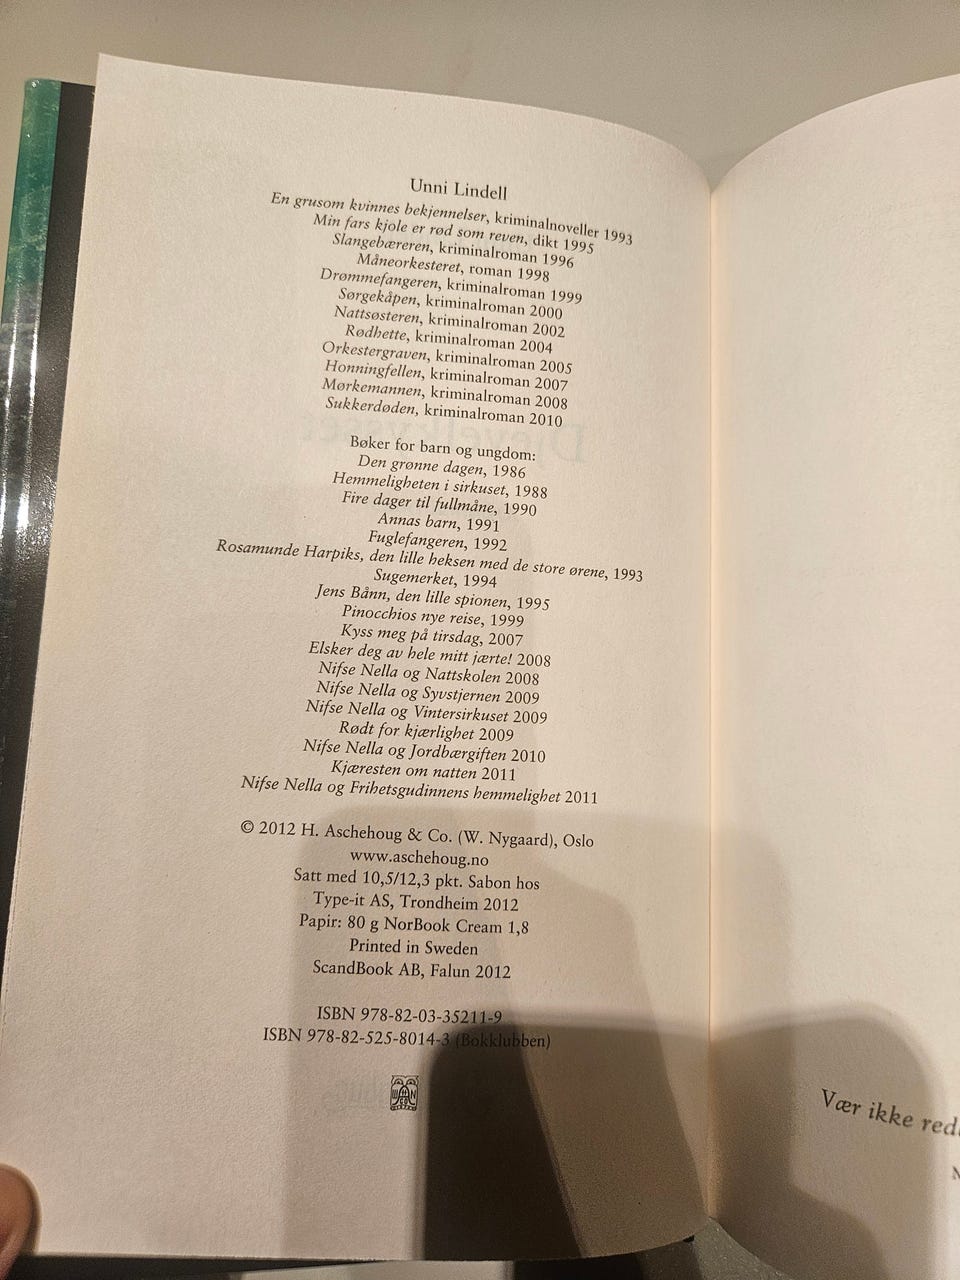 Unni Lindell
En grusom kvinnes bekjennelser, kriminalnoveller 1993
Min fars kjole er rød som reven, dikt 1995
Slangebæreren, kriminalroman 1996
Måneorkesteret, roman 1998
Drømmefangeren, kriminalroman 1999
Sørgekåpen, kriminalroman 2000
Nattsøsteren, kriminalroman 2002
Rødhette, kriminalroman 2004
Orkestergraven, kriminalroman 2005
Honningfellen, kriminalroman 2007
Mørkemannen, kriminalroman 2008
Sukkerdøden, kriminalroman 2010
Bøker for barn og ungdom:
Den grønne dagen, 1986
Hemmeligheten i sirkuset, 1988
Fire dager til fullmåne, 1990
Annas barn, 1991
Fuglefangeren, 1992
Rosamunde Harpiks, den lille heksen med de store ørene, 1993
Sugemerket, 1994
Jens Bånn, den lille spionen, 1995
Pinocchios nye reise, 1999
Kyss meg på tirsdag, 2007
Elsker deg av hele mitt jærte! 2008
Nifse Nella og Nattskolen 2008
Nifse Nella og Syvstjernen 2009
Nifse Nella og Vintersirkuset 2009
Rødt for kjærlighet 2009
Nifse Nella og Jordbærgiften 2010
Kjæresten om natten 2011
Nifse Nella og Frihetsgudinnens hemmelighet 2011
© 2012 H. Aschehoug & Co. (W. Nygaard), Oslo
www.aschehoug.no
Satt med 10,5/12,3 pkt. Sabon hos
Type-it AS, Trondheim 2012
Papir: 80 g NorBook Cream 1,8
Printed in Sweden
ScandBook AB, Falun 2012
ISBN 978-82-03-35211-9
ISBN 978-82-525-8014-3 (Bokklubben)
Vær ikke